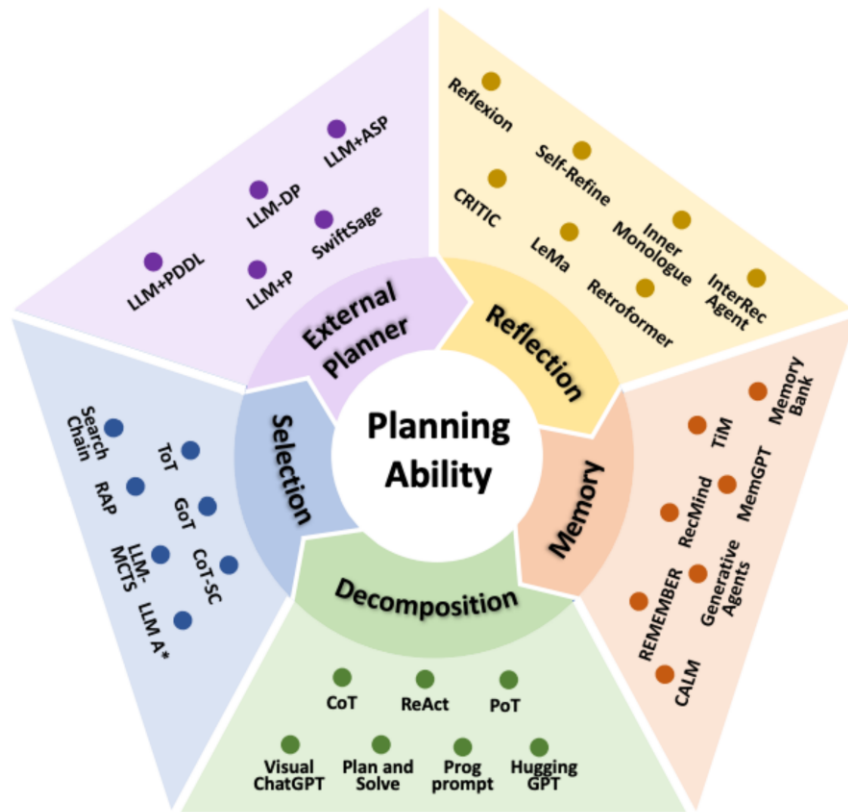 Planning
Ability
External
Planner
LLM+ASP
LLM-DP
SwiftSage
LLM+PDDL
LLM+P
Reflection
Reflexion
Self-Refine
CRITIC
Inner
Monologue
LeMa
InterRec
Agent
Retroformer
Memory
Memory
Bank
TiM
MemGPT
RecMind
Generative
Agents
REMEMBER
CALM
Decomposition
CoT
ReAct
PoT
Visual
ChatGPT
Plan and
Solve
Prog
prompt
Hugging
GPT
Selection
Search
Chain
ToT
RAP
GoT
LLM-
MCTS
CoT-SC
LLM A*